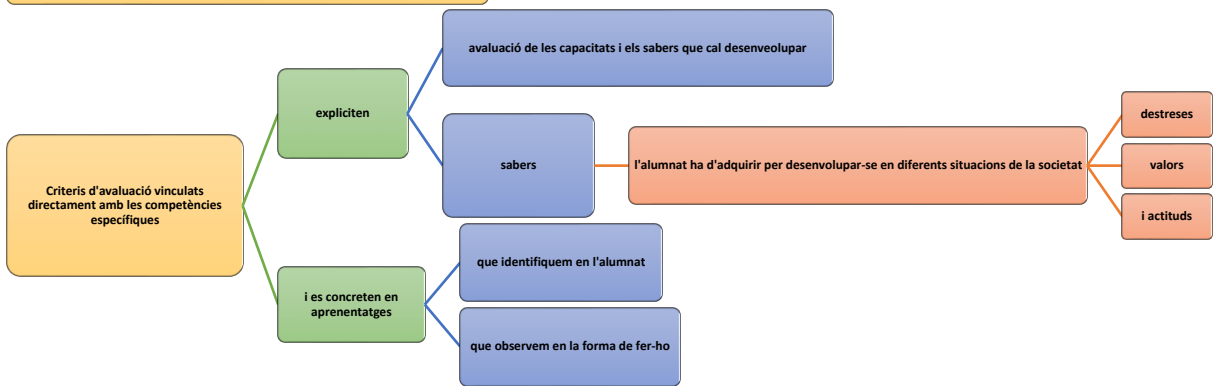 avaluació de les capacitats i els sabers que cal desenveolupar
expliciten
sabers
l'alumnat ha d'adquirir per desenvolupar-se en diferents situacions de la societat
destreses
valors
i actituds
Criteris d'avaluació vinculats
directament amb les competències
específiques
que identifiquem en l'alumnat
i es concreten en
aprenentatges
que observem en la forma de fer-ho